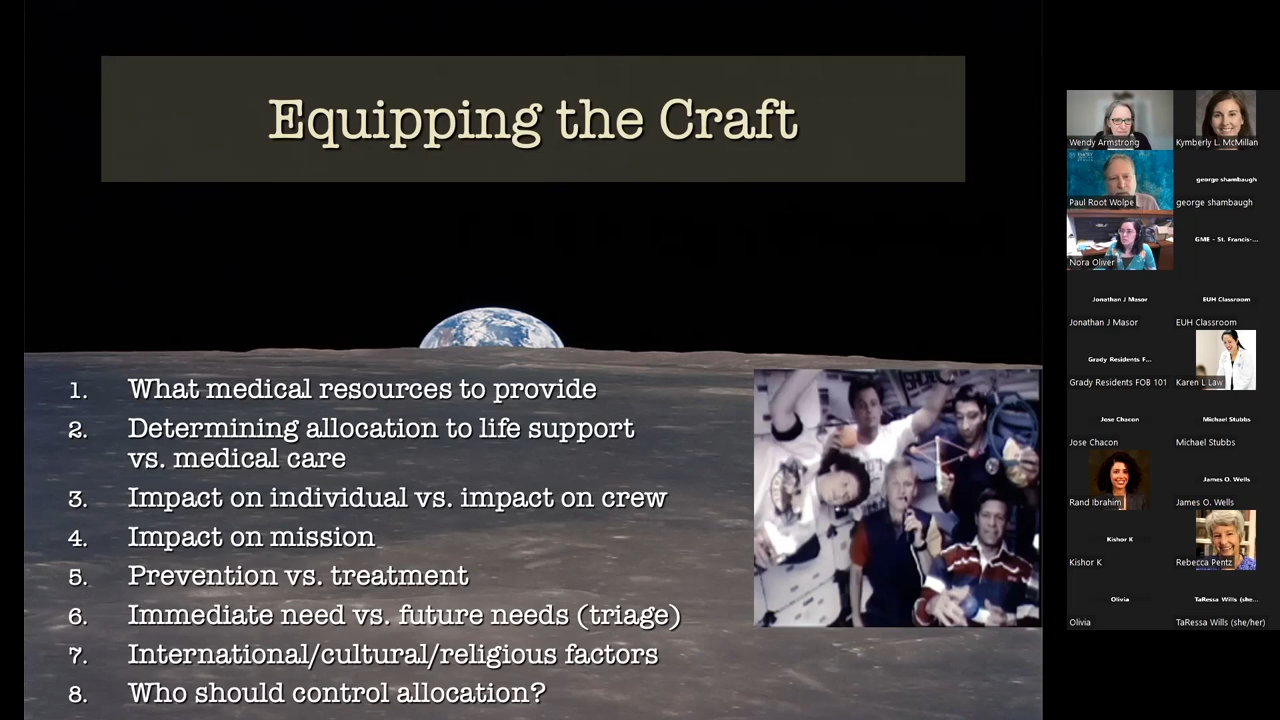 Equipping the Craft
1. What medical resources to provide
2. Determining allocation to life support
vs. medical care
3. Impact on individual vs. impact on crew
4. Impact on mission
5. Prevention vs. treatment
6. Immediate need vs. future needs (triage)
7. International/cultural/religious factors
8. Who should control allocation?
Wendy Armstrong
Kymberly L. McMillan
Paul Root Wolpe
george shambaugh
george shambaugh
Nora Oliver
GME - St. Francis-...
Jonathan J Masor
Jonathan J Masor
EUH Classroom
EUH Classroom
Grady Residents F...
Grady Residents FOB 101
Karen L Law
Jose Chacon
Jose Chacon
Michael Stubbs
Michael Stubbs
Rand Ibrahim
James O. Wells
James O. Wells
Kishor K
Kishor K
Rebecca Pentz
Olivia
Olivia
TaRessa Wills (she...
TaRessa Wills (she/her)